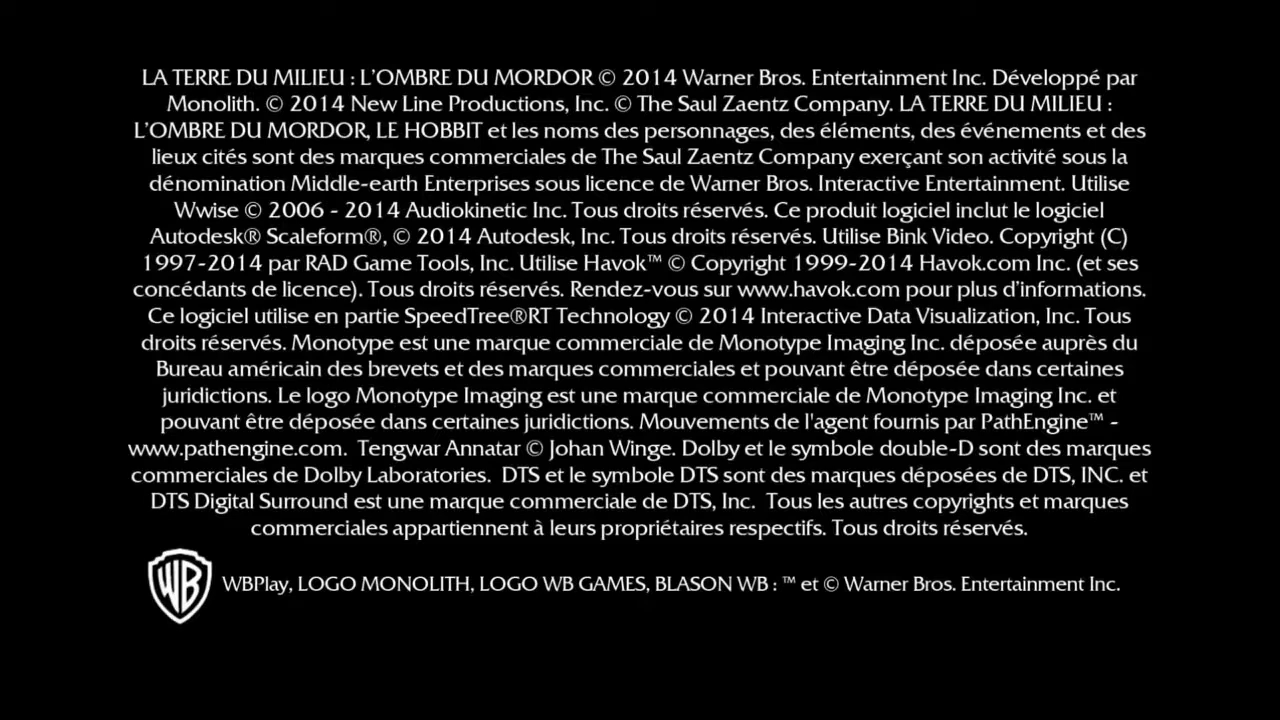 LA TERRE DU MILIEU : L'OMBRE DU MORDOR © 2014 Warner Bros. Entertainment Inc. Développé par
Monolith. © 2014 New Line Productions, Inc. © The Saul Zaentz Company. LA TERRE DU MILIEU :
L'OMBRE DU MORDOR, LE HOBBIT et les noms des personnages, des éléments, des événements et des
lieux cités sont des marques commerciales de The Saul Zaentz Company exerçant son activité sous la
dénomination Middle-earth Enterprises sous licence de Warner Bros. Interactive Entertainment. Utilise
Wwise © 2006 - 2014 Audiokinetic Inc. Tous droits réservés. Ce produit logiciel inclut le logiciel
Autodesk® Scaleform®, © 2014 Autodesk, Inc. Tous droits réservés. Utilise Bink Video. Copyright (C)
1997-2014 par RAD Game Tools, Inc. Utilise Havok™ © Copyright 1999-2014 Havok.com Inc. (et ses
concédants de licence). Tous droits réservés. Rendez-vous sur www.havok.com pour plus d'informations.
Ce logiciel utilise en partie SpeedTree®RT Technology © 2014 Interactive Data Visualization, Inc. Tous
droits réservés. Monotype est une marque commerciale de Monotype Imaging Inc. déposée auprès du
Bureau américain des brevets et des marques commerciales et pouvant être déposée dans certaines
juridictions. Le logo Monotype Imaging est une marque commerciale de Monotype Imaging Inc. et
pouvant être déposée dans certaines juridictions. Mouvements de l'agent fournis par PathEngine™ -
www.pathengine.com.  Tengwar Annatar © Johan Winge. Dolby et le symbole double-D sont des marques
commerciales de Dolby Laboratories.  DTS et le symbole DTS sont des marques déposées de DTS, INC. et
DTS Digital Surround est une marque commerciale de DTS, Inc.  Tous les autres copyrights et marques
commerciales appartiennent à leurs propriétaires respectifs. Tous droits réservés.
WB WBPlay, LOGO MONOLITH, LOGO WB GAMES, BLASON WB : ™ et © Warner Bros. Entertainment Inc.